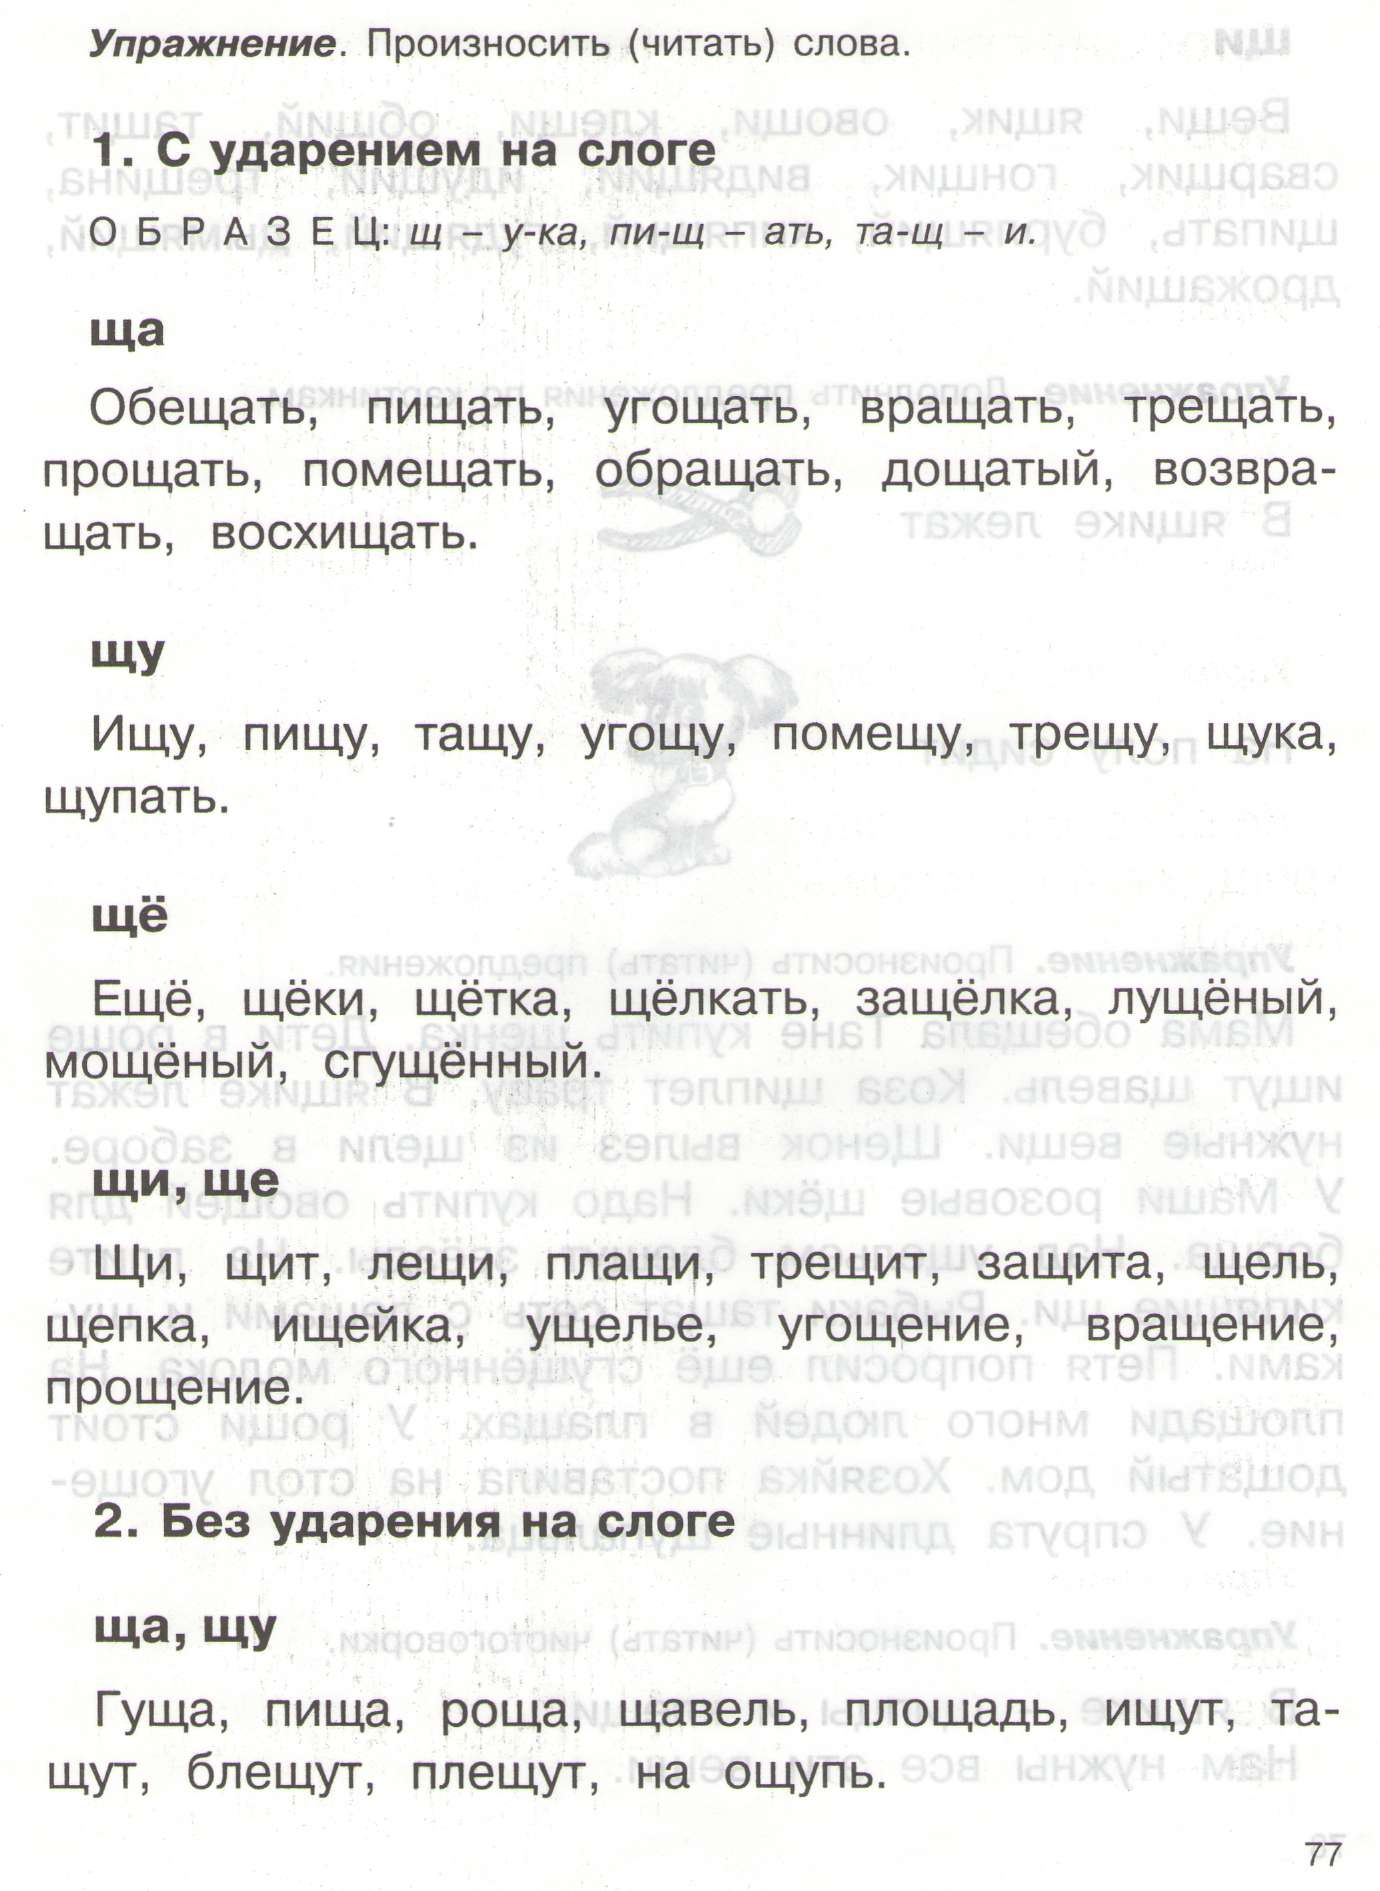 Упражнение. Произносить (читать) слова.
1. С ударением на слоге
О Б Р А З Е Ц: щ – у-ка, пи-щ – ать, та-щ – и.
ща
Обещать, пищать, угощать, вращать, трещать,
прощать, помещать, обращать, дощатый, возвра-
щать, восхищать.
щу
Ищу, пищу, тащу, угощу, помещу, трещу, щука,
щупать.
щё
Ещё, щёки, щётка, щёлкать, защёлка, лущёный,
мощёный, сгущённый.
щи, ще
Щи, щит, лещи, плащи, трещит, защита, щель,
щепка, ищейка, ущелье, угощение, вращение,
прощение.
2. Без ударения на слоге
ща, щу
Гуща, пища, роща, щавель, площадь, ищут, та-
щут, блещут, плещут, на ощупь.
77